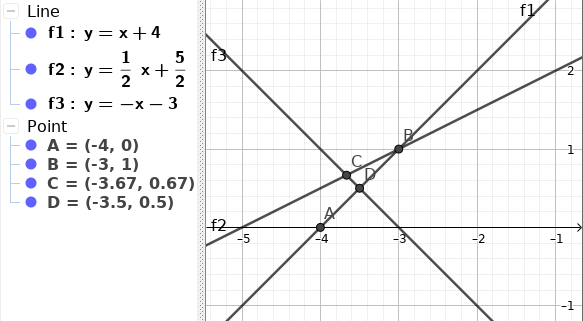 Line
f1 : y = x + 4
f2 : y = 1/2 x + 5/2
f3 : y = −x − 3
Point
A = (-4, 0)
B = (-3, 1)
C = (-3.67, 0.67)
D = (-3.5, 0.5)
f1
f3
2
B
1
C
D
A
f2
−5
−4
−3
−2
−1
−1